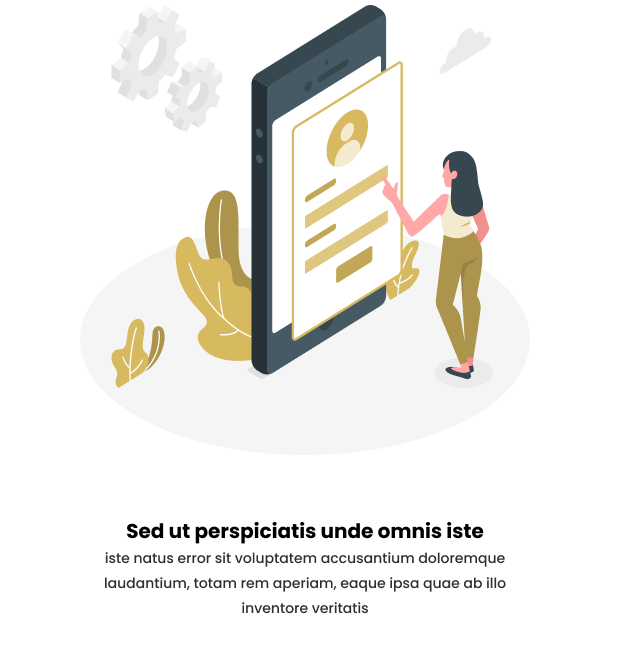 Sed ut perspiciatis unde omnis iste
iste natus error sit voluptatem accusantium doloremque
laudantium, totam rem aperiam, eaque ipsa quae ab illo
inventore veritatis